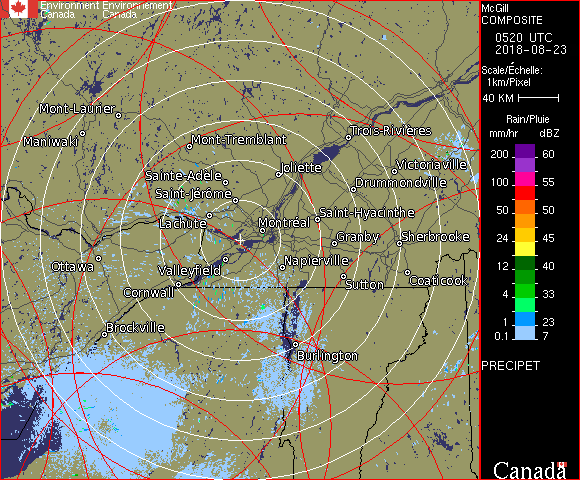 Environment Environnement
Canada Canada
McGill
COMPOSITE
0520 UTC
2018-08-23
Scale/Échelle:
1km/Pixel
40 KM
Rain/Pluie
mm/hr dBZ
200 60
100 55
50 50
24 45
12 40
4 33
1 23
0.1 7
PRECIPET
Canada
Mont-Laurier
Maniwaki
Mont-Tremblant
Trois-Rivières
Victoriaville
Joliette
Sainte-Adèle
Drummondville
Saint-Jérôme
Saint-Hyacinthe
Lachute
Montréal
Granby
Sherbrooke
Ottawa
Valleyfield
Napierville
Sutton
Coaticook
Cornwall
Brockville
Burlington